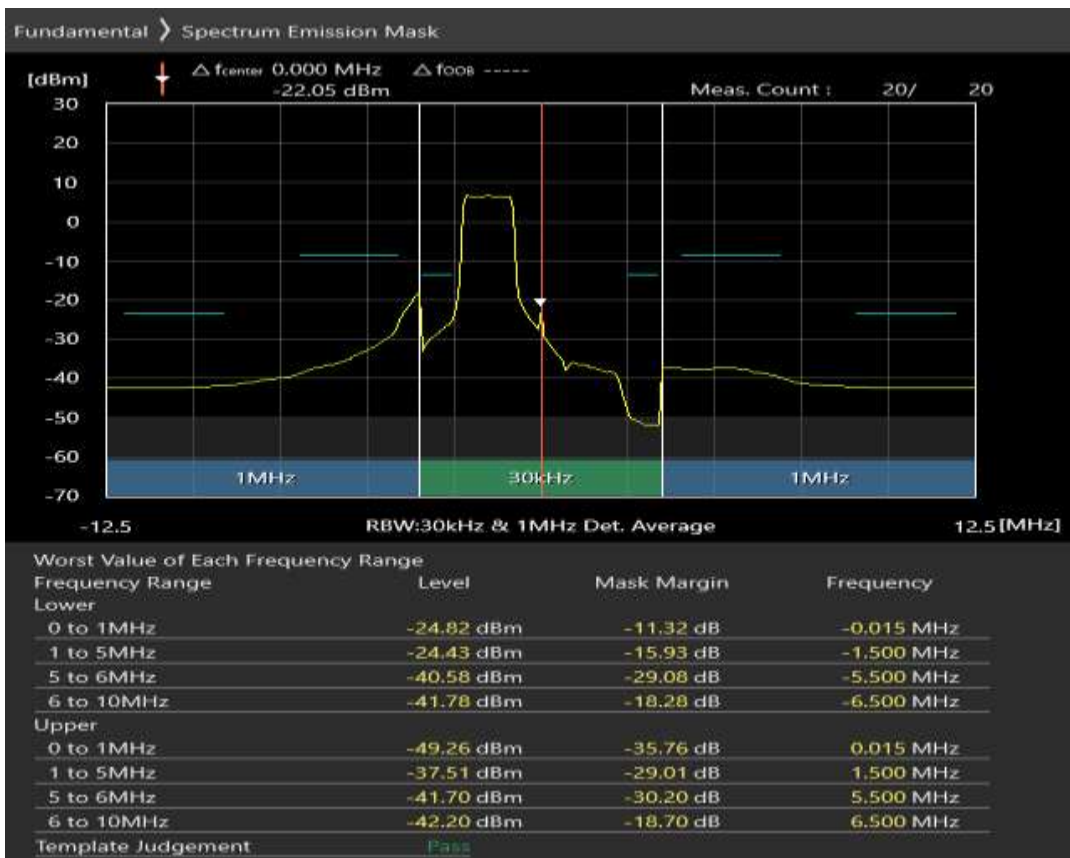 Fundamental ❯ Spectrum Emission Mask
[dBm] △ fcenter 0.000 MHz △ fOOB -----
-22.05 dBm Meas. Count : 20/ 20
30
20
10
0
-10
-20
-30
-40
-50
-60
1MHz 30kHz 1MHz
-70
-12.5 RBW:30kHz & 1MHz Det. Average 12.5 [MHz]
Worst Value of Each Frequency Range
Frequency Range Level Mask Margin Frequency
Lower
0 to 1MHz -24.82 dBm -11.32 dB -0.015 MHz
1 to 5MHz -24.43 dBm -15.93 dB -1.500 MHz
5 to 6MHz -40.58 dBm -29.08 dB -5.500 MHz
6 to 10MHz -41.78 dBm -18.28 dB -6.500 MHz
Upper
0 to 1MHz -49.26 dBm -35.76 dB 0.015 MHz
1 to 5MHz -37.51 dBm -29.01 dB 1.500 MHz
5 to 6MHz -41.70 dBm -30.20 dB 5.500 MHz
6 to 10MHz -42.20 dBm -18.70 dB 6.500 MHz
Template Judgement Pass